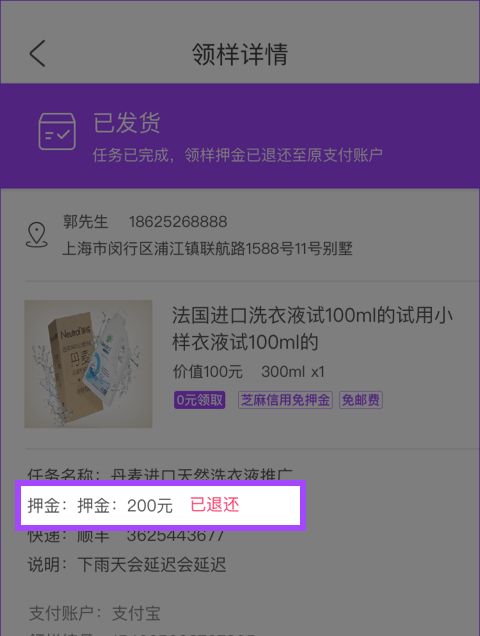 领样详情
已发货
任务已完成，领样押金已退还至原支付账户
郭先生 18625268888
上海市闵行区浦江镇联航路1588号11号别墅
法国进口洗衣液试100ml的试用小
样衣液试100ml的
价值100元 300ml x1
0元领取 芝麻信用免押金 免邮费
Neutral
丹麦
任务名称：丹麦进口天然洗衣液推广
押金：押金：200元 已退还
快递：顺丰 3625443677
说明：下雨天会延迟会延迟
支付账户：支付宝